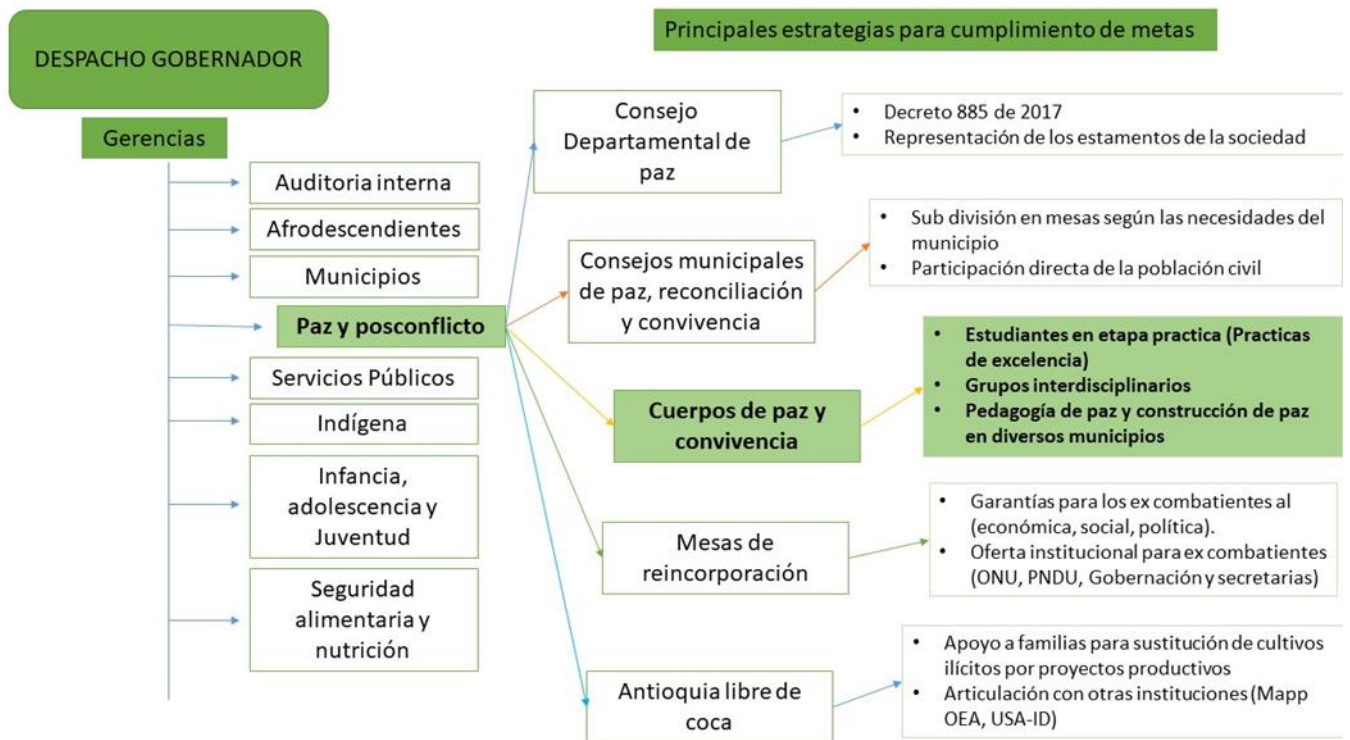 DESPACHO GOBERNADOR
Gerencias
Auditoria interna
Afrodescendientes
Municipios
Paz y posconflicto
Servicios Públicos
Indígena
Infancia,
adolescencia y
Juventud
Seguridad
alimentaria y
nutrición
Principales estrategias para cumplimiento de metas
Consejo
Departamental de
paz
• Decreto 885 de 2017
• Representación de los estamentos de la sociedad
Consejos municipales
de paz, reconciliación
y convivencia
• Sub división en mesas según las necesidades del
municipio
• Participación directa de la población civil
Cuerpos de paz y
convivencia
• Estudiantes en etapa practica (Practicas
de excelencia)
• Grupos interdisciplinarios
• Pedagogía de paz y construcción de paz
en diversos municipios
Mesas de
reincorporación
• Garantías para los ex combatientes al
(económica, social, política).
• Oferta institucional para ex combatientes
(ONU, PNDU, Gobernación y secretarias)
Antioquia libre de
coca
• Apoyo a familias para sustitución de cultivos
ilícitos por proyectos productivos
• Articulación con otras instituciones (Mapp
OEA, USA-ID)